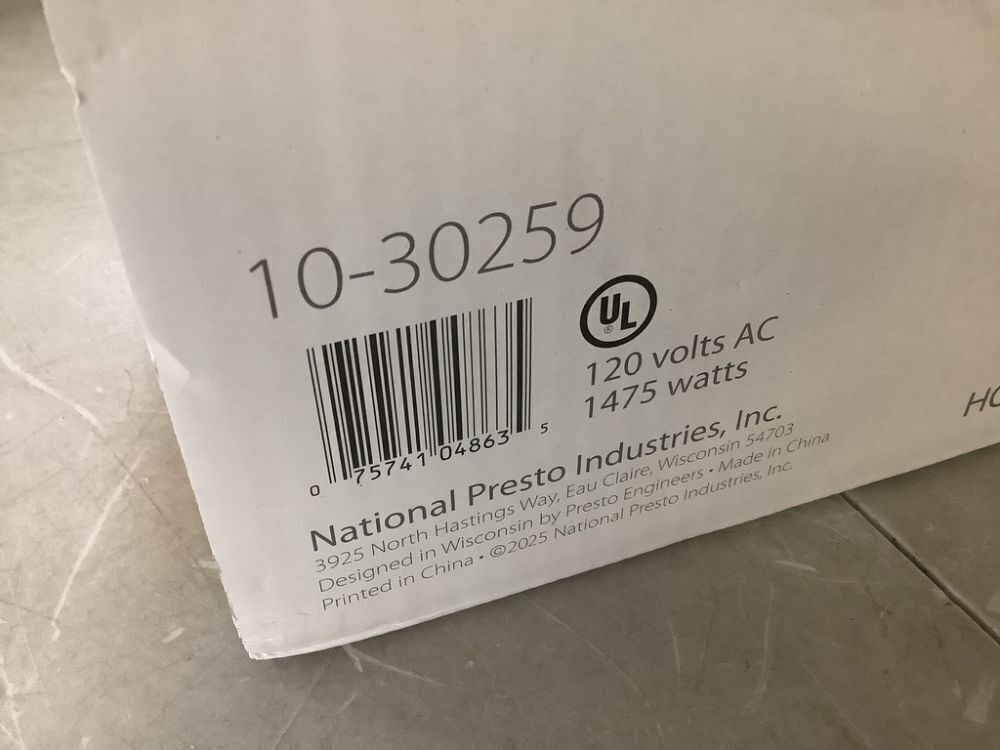 10-30259
UL
®
120 volts AC
1475 watts
0 75741 04863 5
National Presto Industries, Inc.
3925 North Hastings Way, Eau Claire, Wisconsin 54703
Designed in Wisconsin by Presto Engineers • Made in China
Printed in China • ©2025 National Presto Industries, Inc.